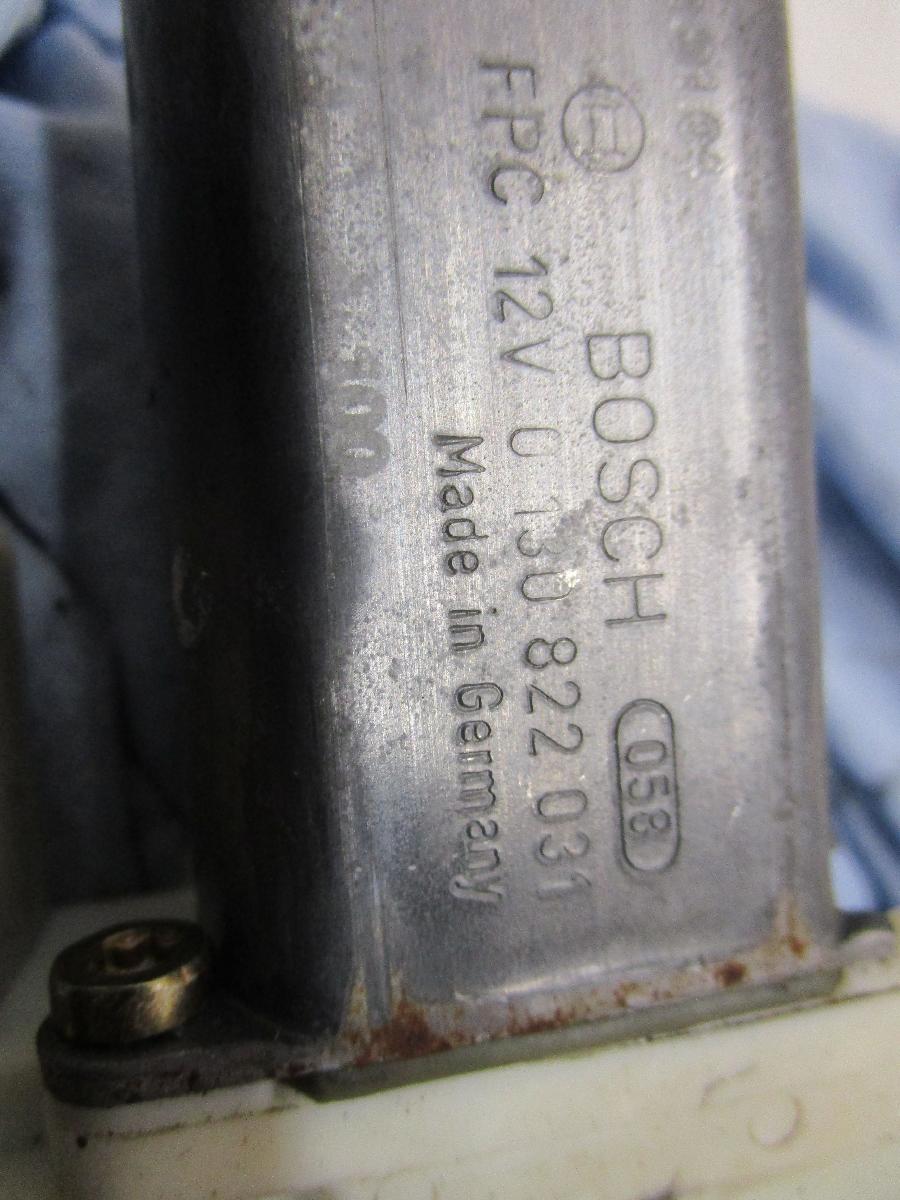 BOSCH 058
FPC 12V 0 130 822 031
Made in Germany